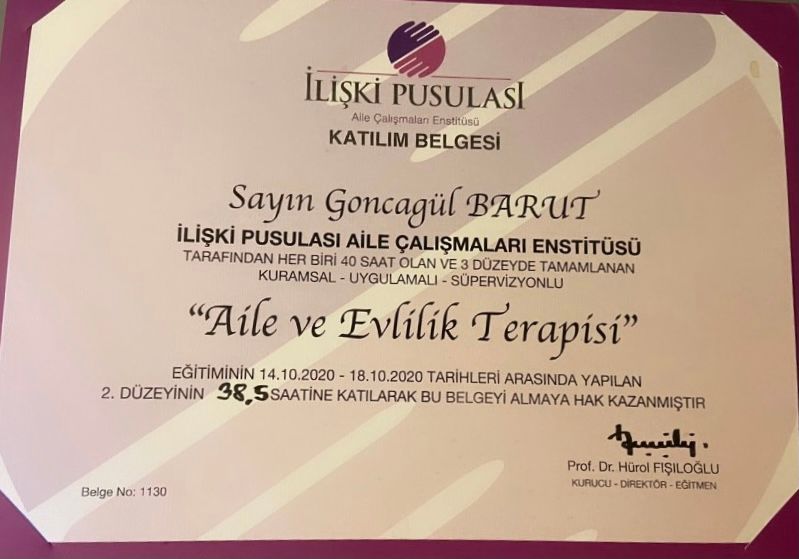 İLİŞKİ PUSULASI
Aile Çalışmaları Enstitüsü
KATILIM BELGESİ
Sayın Goncagül BARUT
İLİŞKİ PUSULASI AİLE ÇALIŞMALARI ENSTİTÜSÜ
TARAFINDAN HER BİRİ 40 SAAT OLAN VE 3 DÜZEYDE TAMAMLANAN
KURAMSAL - UYGULAMALI - SÜPERVİZYONLU
“Aile ve Evlilik Terapisi”
EĞİTİMİNİN 14.10.2020 - 18.10.2020 TARİHLERİ ARASINDA YAPILAN
2. DÜZEYİNİN 38,5 SAATİNE KATILARAK BU BELGEYİ ALMAYA HAK KAZANMIŞTIR
Prof. Dr. Hürol FIŞILOĞLU
KURUCU - DİREKTÖR - EĞİTMEN
Belge No: 1130